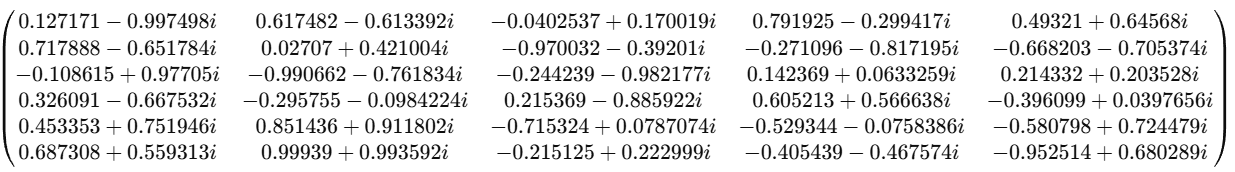 0.127171 − 0.997498i 0.617482 − 0.613392i −0.0402537 + 0.170019i 0.791925 − 0.299417i 0.49321 + 0.64568i
0.717888 − 0.651784i 0.02707 + 0.421004i −0.970032 − 0.39201i −0.271096 − 0.817195i −0.668203 − 0.705374i
−0.108615 + 0.97705i −0.990662 − 0.761834i −0.244239 − 0.982177i 0.142369 + 0.0633259i 0.214332 + 0.203528i
0.326091 − 0.667532i −0.295755 − 0.0984224i 0.215369 − 0.885922i 0.605213 + 0.566638i −0.396099 + 0.0397656i
0.453353 + 0.751946i 0.851436 + 0.911802i −0.715324 + 0.0787074i −0.529344 − 0.0758386i −0.580798 + 0.724479i
0.687308 + 0.559313i 0.99939 + 0.993592i −0.215125 + 0.222999i −0.405439 − 0.467574i −0.952514 + 0.680289i